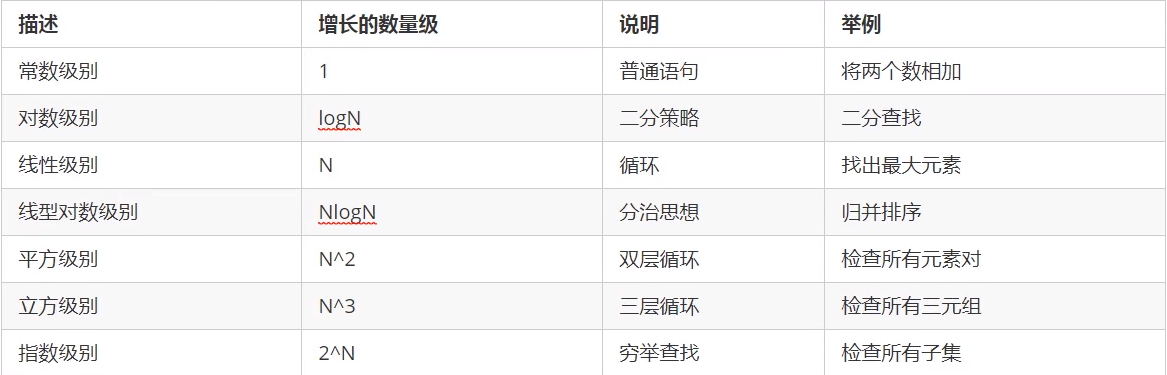 描述 增长的数量级 说明 举例
常数级别 1 普通语句 将两个数相加
对数级别 logN 二分策略 二分查找
线性级别 N 循环 找出最大元素
线型对数级别 NlogN 分治思想 归并排序
平方级别 N^2 双层循环 检查所有元素对
立方级别 N^3 三层循环 检查所有三元组
指数级别 2^N 穷举查找 检查所有子集